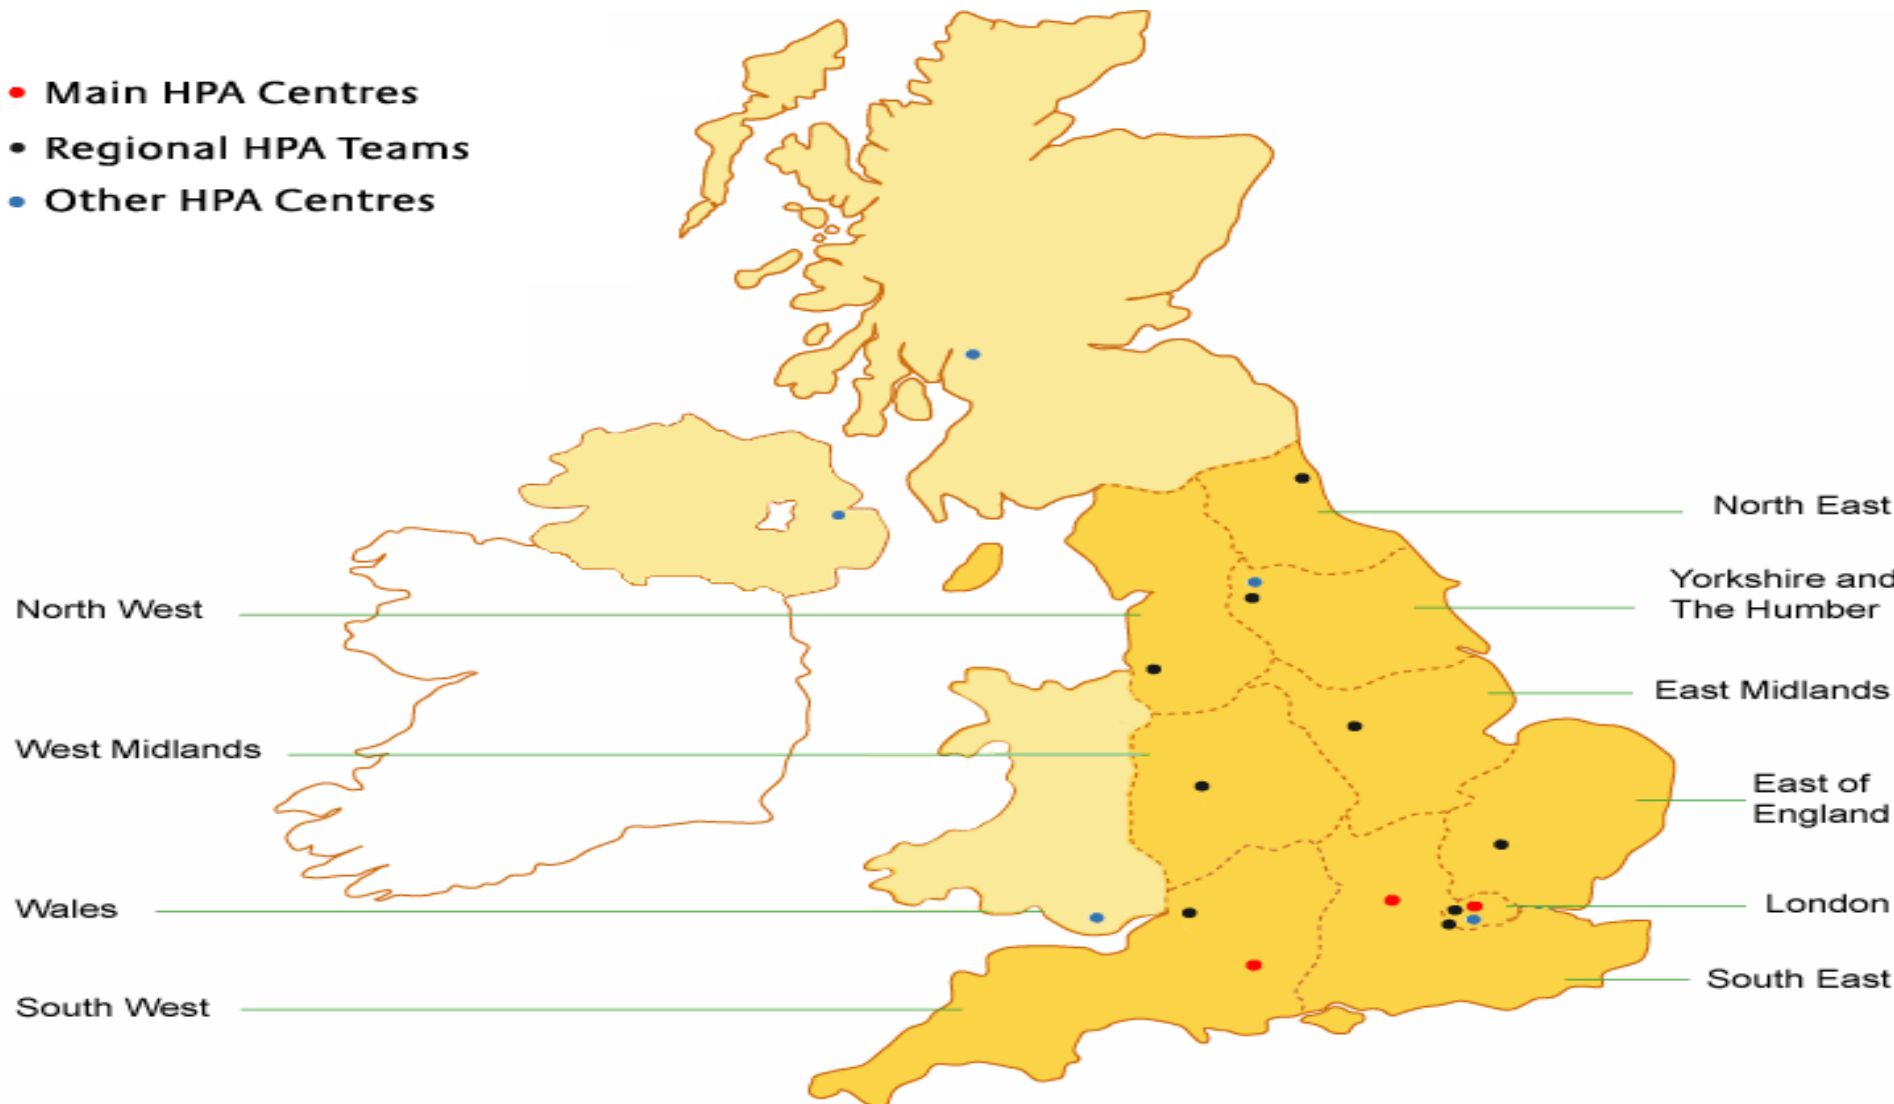 Main HPA Centres
Regional HPA Teams
Other HPA Centres
North East
Yorkshire and
The Humber
North West
East Midlands
West Midlands
East of
England
London
Wales
South East
South West